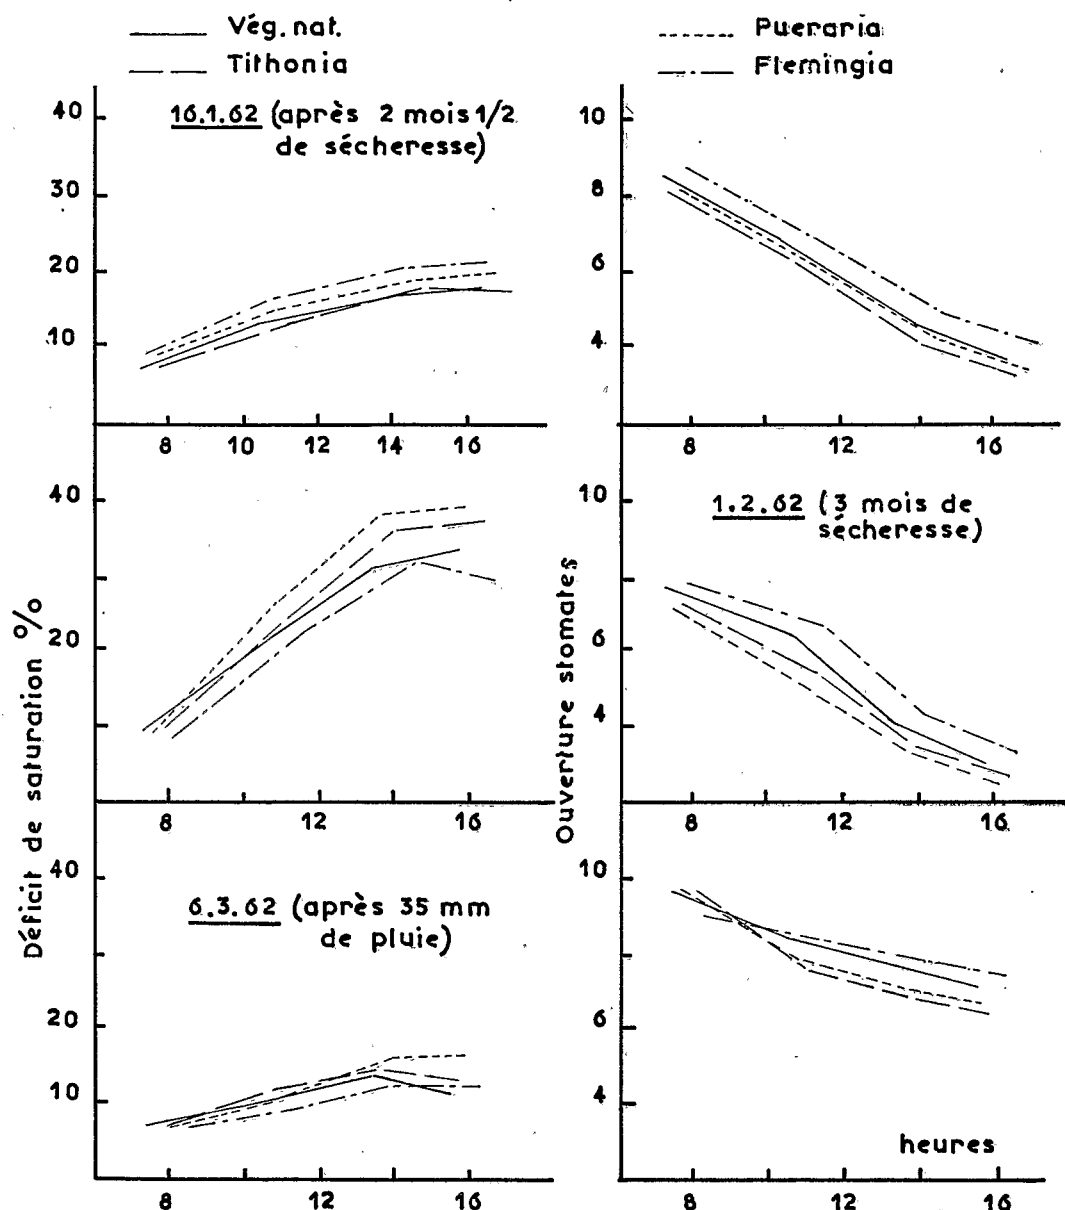 Vég. nat.
Tithonia
Pueraria
Flemingia
16.1.62 (après 2 mois 1/2
de sécheresse)
40
30
20
10
8 10 12 14 16
10
8
6
4
8 12 16
Déficit de saturation %
40
20
8 12 16
Ouverture stomates
1.2.62 (3 mois de
sécheresse)
10
6
4
8 12 16
6.3.62 (après 35 mm
de pluie)
40
20
10
8 12 16
10
6
4
heures
8 12 16